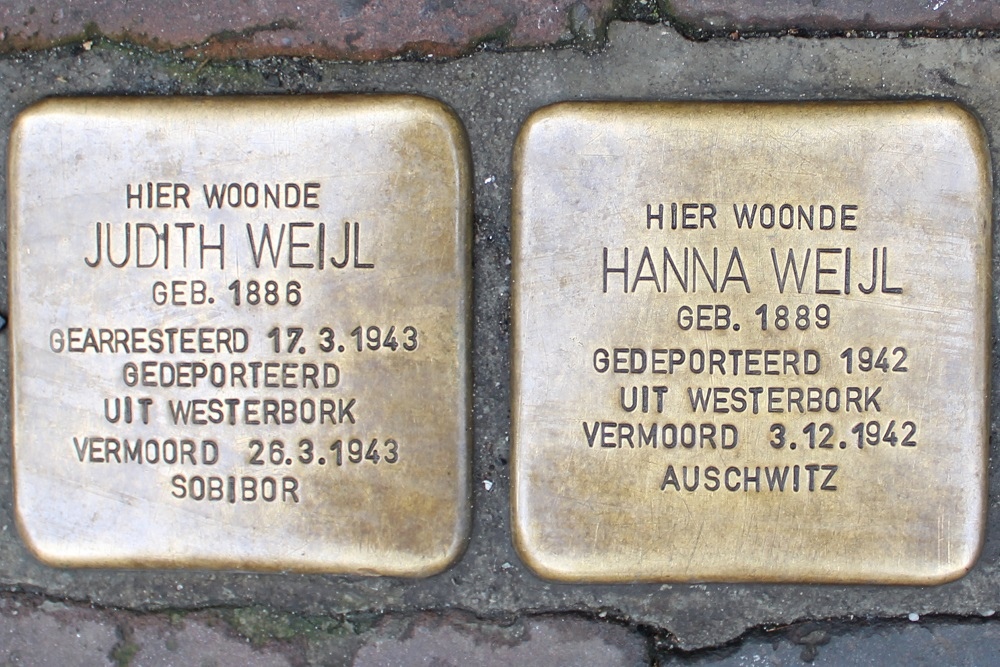 HIER WOONDE
JUDITH WEIJL
GEB. 1886
GEARRESTEERD 17.3.1943
GEDEPORTEERD
UIT WESTERBORK
VERMOORD 26.3.1943
SOBIBOR
HIER WOONDE
HANNA WEIJL
GEB. 1889
GEDEPORTEERD 1942
UIT WESTERBORK
VERMOORD 3.12.1942
AUSCHWITZ